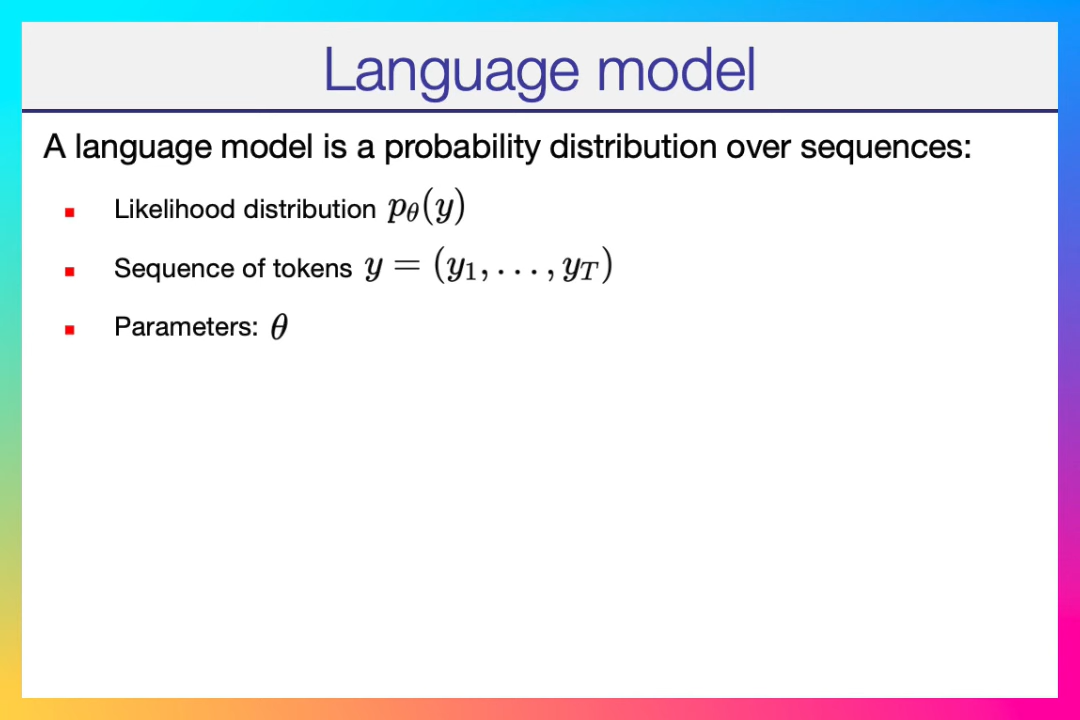 Language model
A language model is a probability distribution over sequences:
▪ Likelihood distribution $p_\theta(y)$
▪ Sequence of tokens $y = (y_1, \ldots, y_T)$
▪ Parameters: $\theta$